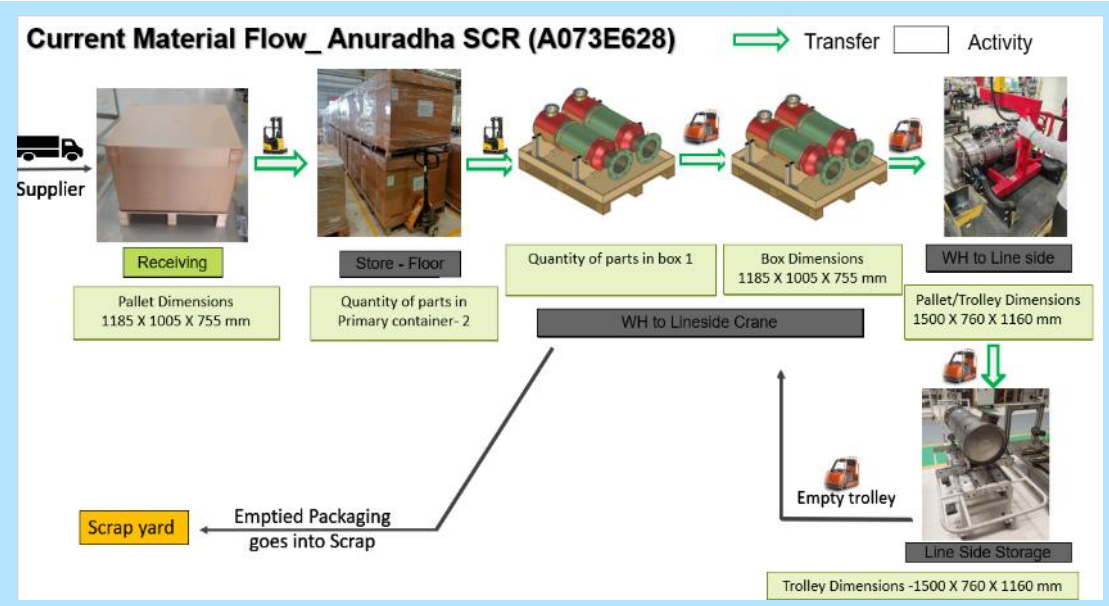 Current Material Flow_ Anuradha SCR (A073E628)
Transfer
Activity
Supplier
Receiving
Store - Floor
Quantity of parts in box 1
Box Dimensions
1185 X 1005 X 755 mm
WH to Line side
Pallet Dimensions
1185 X 1005 X 755 mm
Quantity of parts in
Primary container- 2
WH to Lineside Crane
Pallet/Trolley Dimensions
1500 X 760 X 1160 mm
Empty trolley
Scrap yard
Emptied Packaging
goes into Scrap
Line Side Storage
Trolley Dimensions -1500 X 760 X 1160 mm